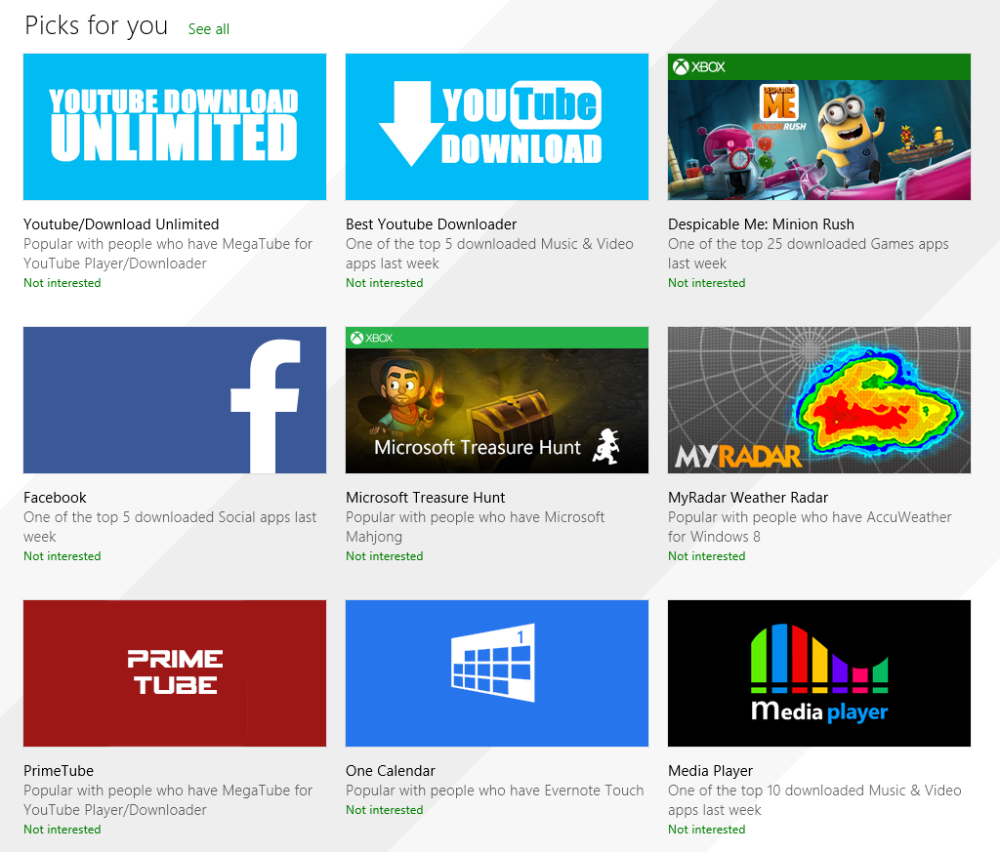 Picks for you See all
YOUTUBE DOWNLOAD
UNLIMITED
YOUTube
DOWNLOAD
XBOX
DESPICABLE
ME
MINION RUSH
Youtube/Download Unlimited
Popular with people who have MegaTube for
YouTube Player/Downloader
Not interested
Best Youtube Downloader
One of the top 5 downloaded Music & Video
apps last week
Not interested
Despicable Me: Minion Rush
One of the top 25 downloaded Games apps
last week
Not interested
f
XBOX
Microsoft Treasure Hunt
MYRADAR
Facebook
One of the top 5 downloaded Social apps last
week
Not interested
Microsoft Treasure Hunt
Popular with people who have Microsoft
Mahjong
Not interested
MyRadar Weather Radar
Popular with people who have AccuWeather
for Windows 8
Not interested
PRIME
TUBE
1
media player
PrimeTube
Popular with people who have MegaTube for
YouTube Player/Downloader
Not interested
One Calendar
Popular with people who have Evernote Touch
Not interested
Media Player
One of the top 10 downloaded Music & Video
apps last week
Not interested